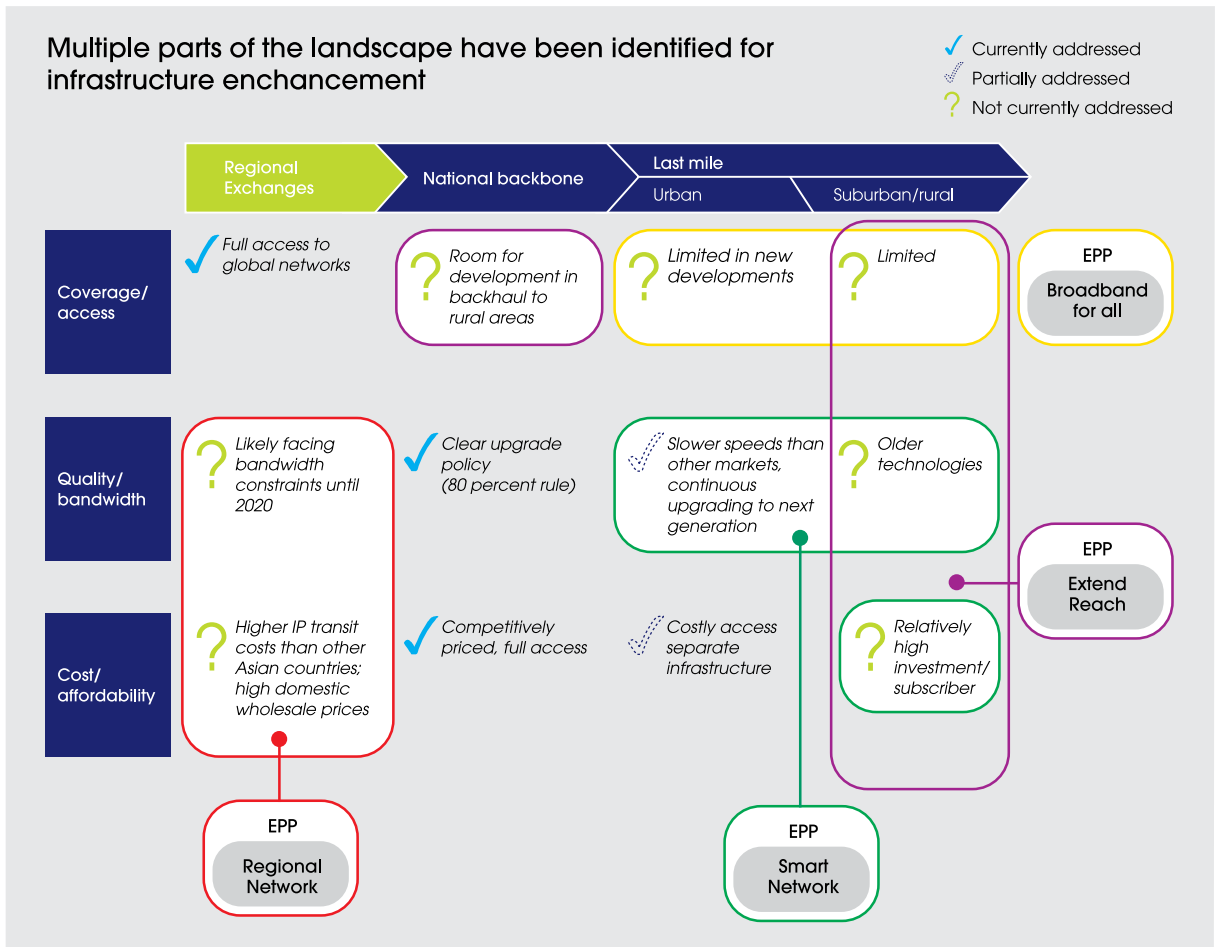 Multiple parts of the landscape have been identified for
infrastructure enchancement
Currently addressed
Partially addressed
Not currently addressed
Regional
Exchanges
National backbone
Last mile
Urban
Suburban/rural
Coverage/
access
Full access to
global networks
Room for
development in
backhaul to
rural areas
Limited in new
developments
Limited
EPP
Broadband
for all
Quality/
bandwidth
Likely facing
bandwidth
constraints until
2020
Clear upgrade
policy
(80 percent rule)
Slower speeds than
other markets,
continuous
upgrading to next
generation
Older
technologies
EPP
Extend
Reach
Cost/
affordability
Higher IP transit
costs than other
Asian countries;
high domestic
wholesale prices
Competitively
priced, full access
Costly access
separate
infrastructure
Relatively
high
investment/
subscriber
EPP
Regional
Network
EPP
Smart
Network